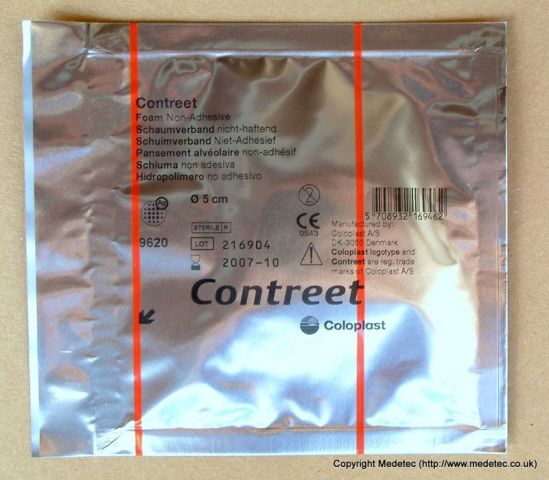 Contreet
Foam Non-Adhesive
Schaumverband nicht-haftend
Schuimverband Niet-Adhesief
Pansement alvéolaire non-adhésif
Schiuma non adesiva
Hidropolímero no adhesivo
Ag
Ø 5 cm
2
5 708932 169462
9620
STERILE R
CE
0543
LOT 216904
2007-10
Manufactured by:
Coloplast A/S
DK-3050 Denmark
Coloplast logotype and
Contreet are reg. trade
marks of Coloplast A/S
Contreet
Coloplast
Copyright Medetec (http://www.medetec.co.uk)